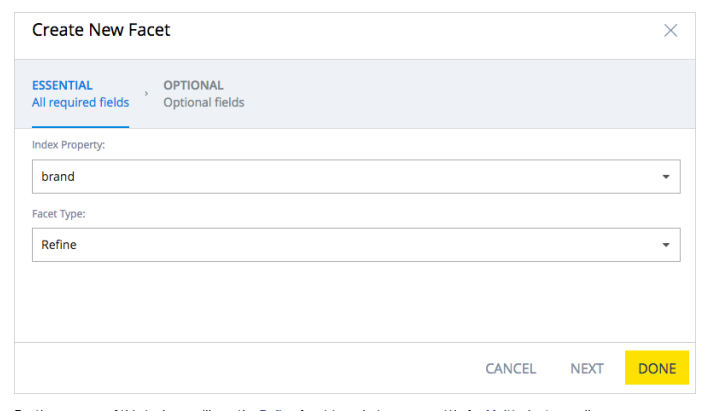 Create New Facet
ESSENTIAL
All required fields
OPTIONAL
Optional fields
Index Property:
brand
Facet Type:
Refine
CANCEL
NEXT
DONE